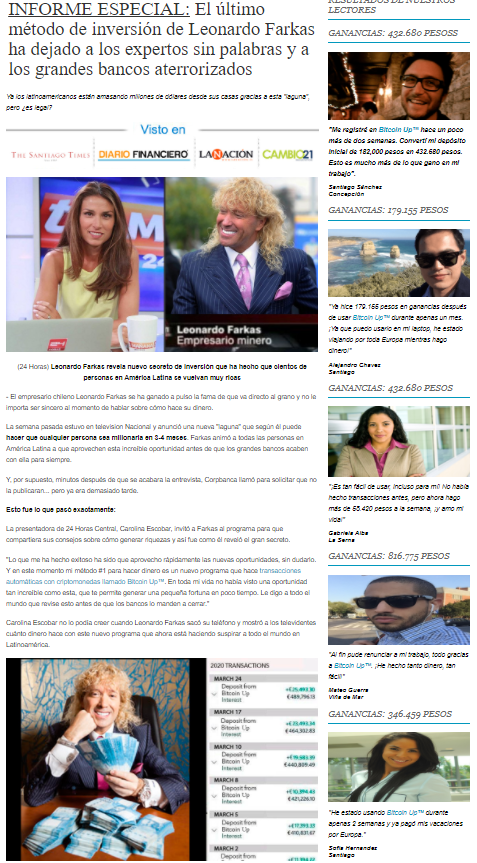 INFORME ESPECIAL: El último
método de inversión de Leonardo Farkas
ha dejado a los expertos sin palabras y a
los grandes bancos aterrorizados
Ya los latinoamericanos están amasando millones de dólares desde sus casas gracias a esta "laguna",
pero ¿es legal?
Visto en
THE SANTIAGO TIMES
DIARIO FINANCIERO
LA NACIÓN
CAMBIO21
Leonardo Farkas
Empresario minero
(24 Horas) Leonardo Farkas revela nuevo secreto de inversión que ha hecho que cientos de
personas en América Latina se vuelvan muy ricas
- El empresario chileno Leonardo Farkas se ha ganado a pulso la fama de que va directo al grano y no le
importa ser sincero al momento de hablar sobre cómo hace su dinero.
La semana pasada estuvo en television Nacional y anunció una nueva "laguna" que según él puede
hacer que cualquier persona sea millonaria en 3-4 meses. Farkas animó a todas las personas en
América Latina a que aprovechen esta increíble oportunidad antes de que los grandes bancos acaben
con ella para siempre.
Y, por supuesto, minutos después de que se acabara la entrevista, Corpbanca llamó para solicitar que no
la publicaran... pero ya era demasiado tarde.
Esto fue lo que pasó exactamente:
La presentadora de 24 Horas Central, Carolina Escobar, invitó a Farkas al programa para que
compartiera sus consejos sobre cómo generar riquezas y así fue como él reveló el gran secreto.
"Lo que me ha hecho exitoso ha sido que aprovecho rápidamente las nuevas oportunidades, sin dudarlo.
Y en este momento mi método #1 para hacer dinero es un nuevo programa que hace transacciones
automáticas con criptomonedas llamado Bitcoin Up™. En toda mi vida no había visto una oportunidad
tan increíble como esta, que te permite generar una pequeña fortuna en poco tiempo. Le digo a todo el
mundo que revise esto antes de que los bancos lo manden a cerrar."
Carolina Escobar no lo podía creer cuando Leonardo Farkas sacó su teléfono y mostró a los televidentes
cuánto dinero hace con este nuevo programa que ahora está haciendo suspirar a todo el mundo en
Latinoamérica.
2020 TRANSACTIONS
MARCH 24
Deposit from
Bitcoin Up
Interest
MARCH 17
Deposit from
Bitcoin Up
Interest
MARCH 10
Deposit from
Bitcoin Up
Interest
MARCH 8
Deposit from
Bitcoin Up
Interest
MARCH 5
Deposit from
Bitcoin Up
Interest
MARCH 2
Deposit from
RESULTADOS DE NUESTROS
LECTORES
GANANCIAS: 432.680 PESOSS
"Me registré en Bitcoin Up™ hace un poco
más de dos semanas. Convertí mi depósito
inicial de 182,000 pesos en 432.680 pesos.
Esto es mucho más de lo que gano en mi
trabajo".
Santiago Sánchez
Concepción
GANANCIAS: 179.155 PESOS
"Ya hice 179.155 pesos en ganancias después
de usar Bitcoin Up™ durante apenas un mes.
¡Ya que puedo usarlo en mi laptop, he estado
viajando por toda Europa mientras hago
dinero!"
Alejandro Chavez
Santiago
GANANCIAS: 432.680 PESOS
"¡Es tan fácil de usar, incluso para mí! No había
hecho transacciones antes, pero ahora hago
más de 55.420 pesos a la semana, ¡y amo mi
vida!"
Gabriela Alba
La Serna
GANANCIAS: 816.775 PESOS
"Al fin pude renunciar a mi trabajo, todo gracias
a Bitcoin Up™. ¡He hecho tanto dinero, tan
fácil!"
Mateo Guerra
Viña de Mar
GANANCIAS: 346.459 PESOS
"He estado usando Bitcoin Up™ durante
apenas 2 semanas y ya pagó mis vacaciones
por Europa."
Sofía Hernandes
Santiago